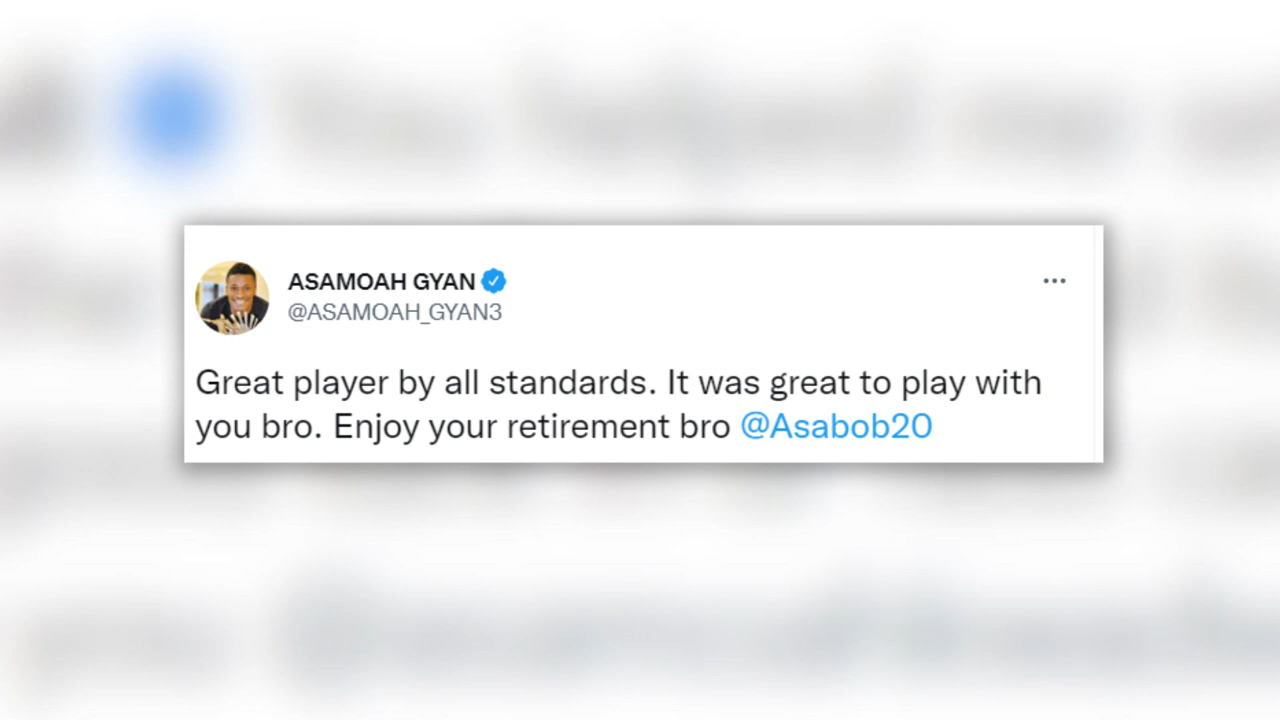 ASAMOAH GYAN
@ASAMOAH_GYAN3
Great player by all standards. It was great to play with
you bro. Enjoy your retirement bro @Asabob20